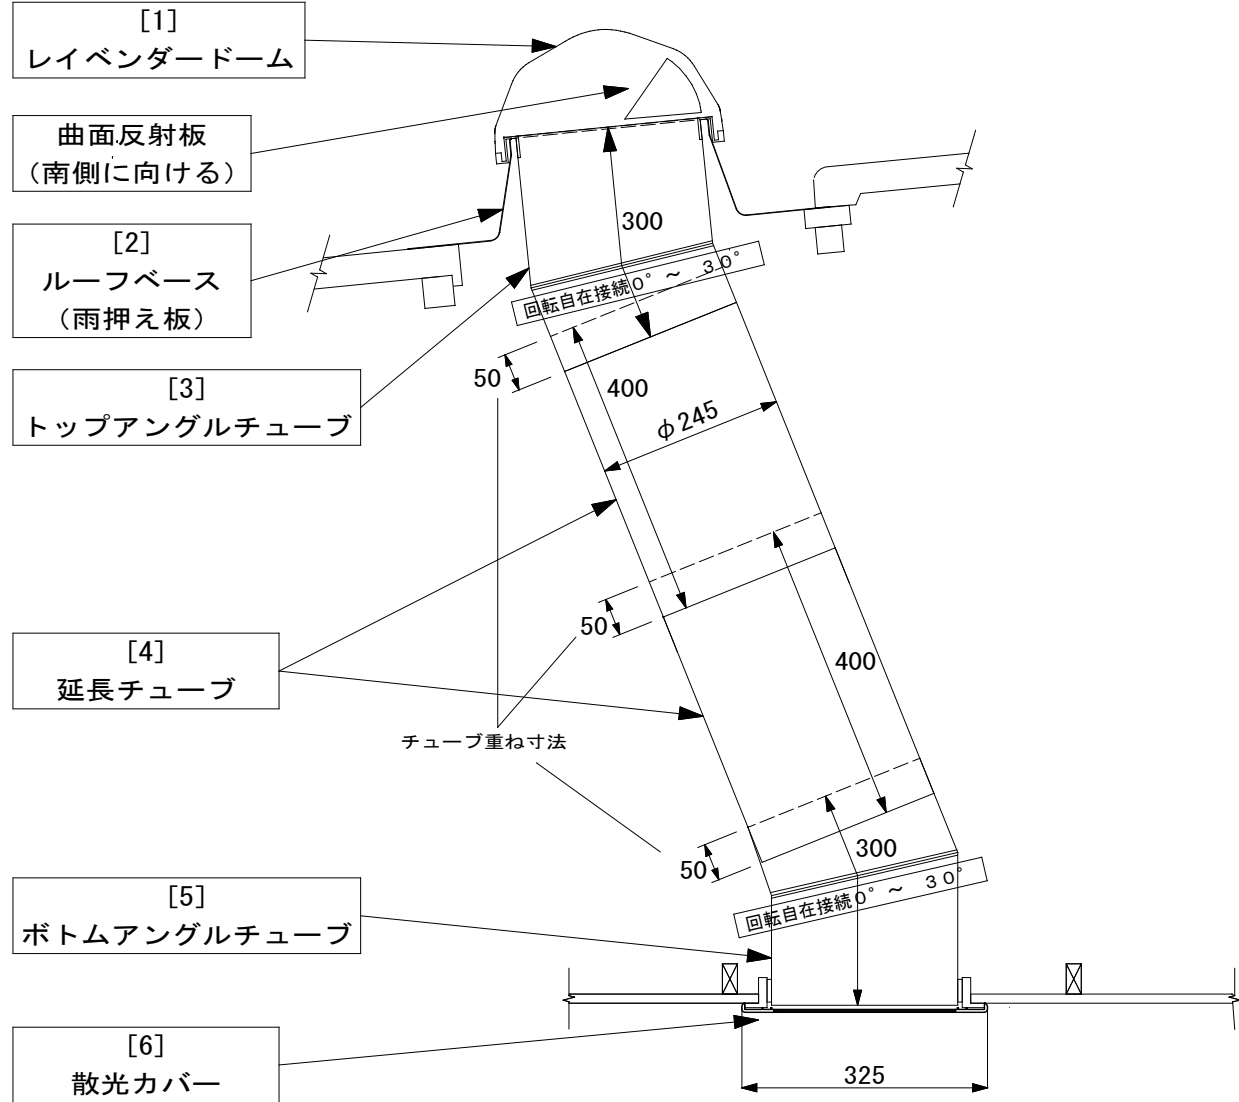 [1]
レイベンダードーム
曲面反射板
（南側に向ける）
[2]
ルーフベース
（雨押え板）
[3]
トップアングルチューブ
[4]
延長チューブ
[5]
ボトムアングルチューブ
[6]
散光カバー
300
回転自在接続０°～　３０°
50
400
φ245
50
400
チューブ重ね寸法
50
300
回転自在接続０°～　３０°
325